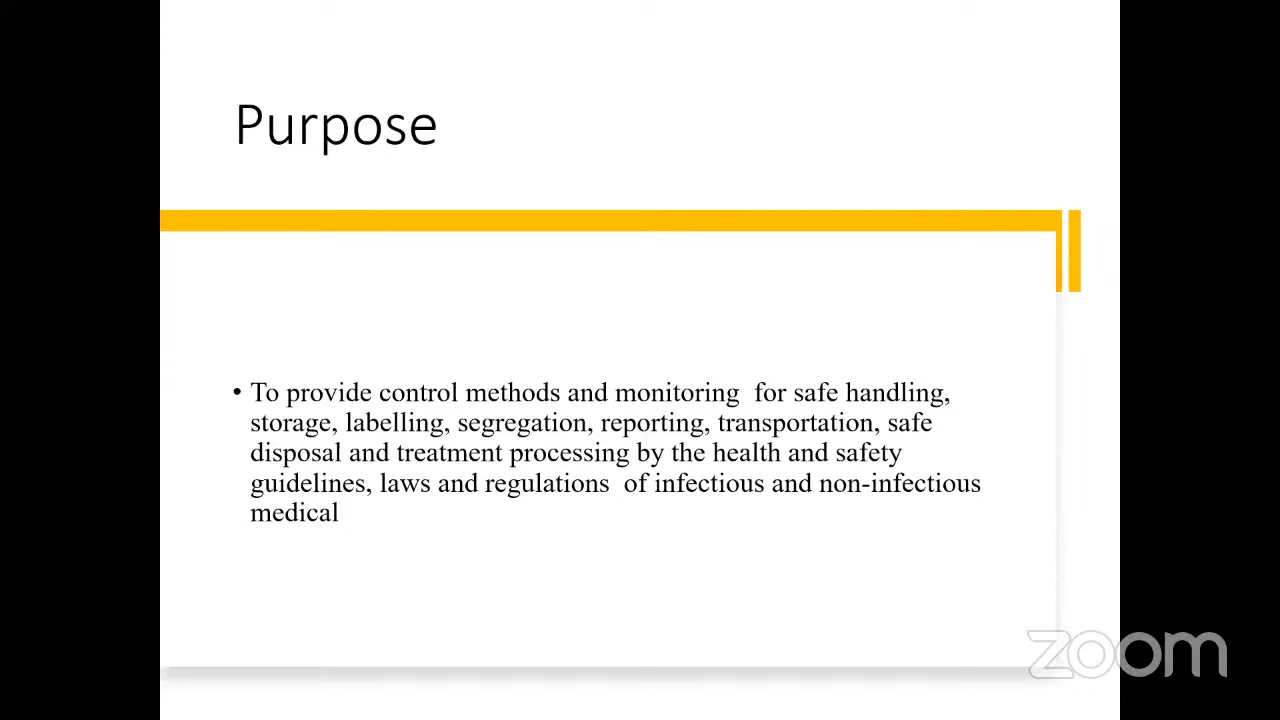 Purpose
• To provide control methods and monitoring  for safe handling,
storage, labelling, segregation, reporting, transportation, safe
disposal and treatment processing by the health and safety
guidelines, laws and regulations  of infectious and non-infectious
medical
zoom